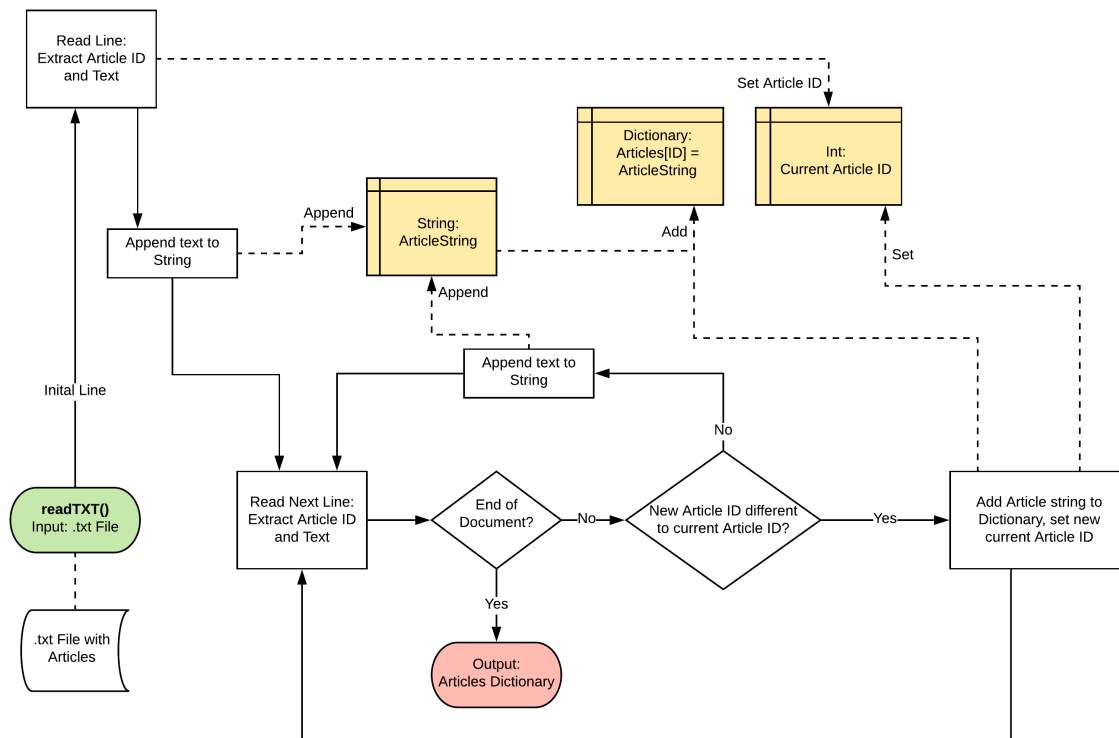 Read Line:
Extract Article ID
and Text
Set Article ID
Dictionary:
Articles[ID] =
ArticleString
Int:
Current Article ID
String:
ArticleString
Append
Add
Set
Append text to
String
Append
Append text to
String
Inital Line
No
readTXT()
Input: .txt File
Read Next Line:
Extract Article ID
and Text
End of
Document?
No
New Article ID different
to current Article ID?
Yes
Add Article string to
Dictionary, set new
current Article ID
Yes
.txt File with
Articles
Output:
Articles Dictionary